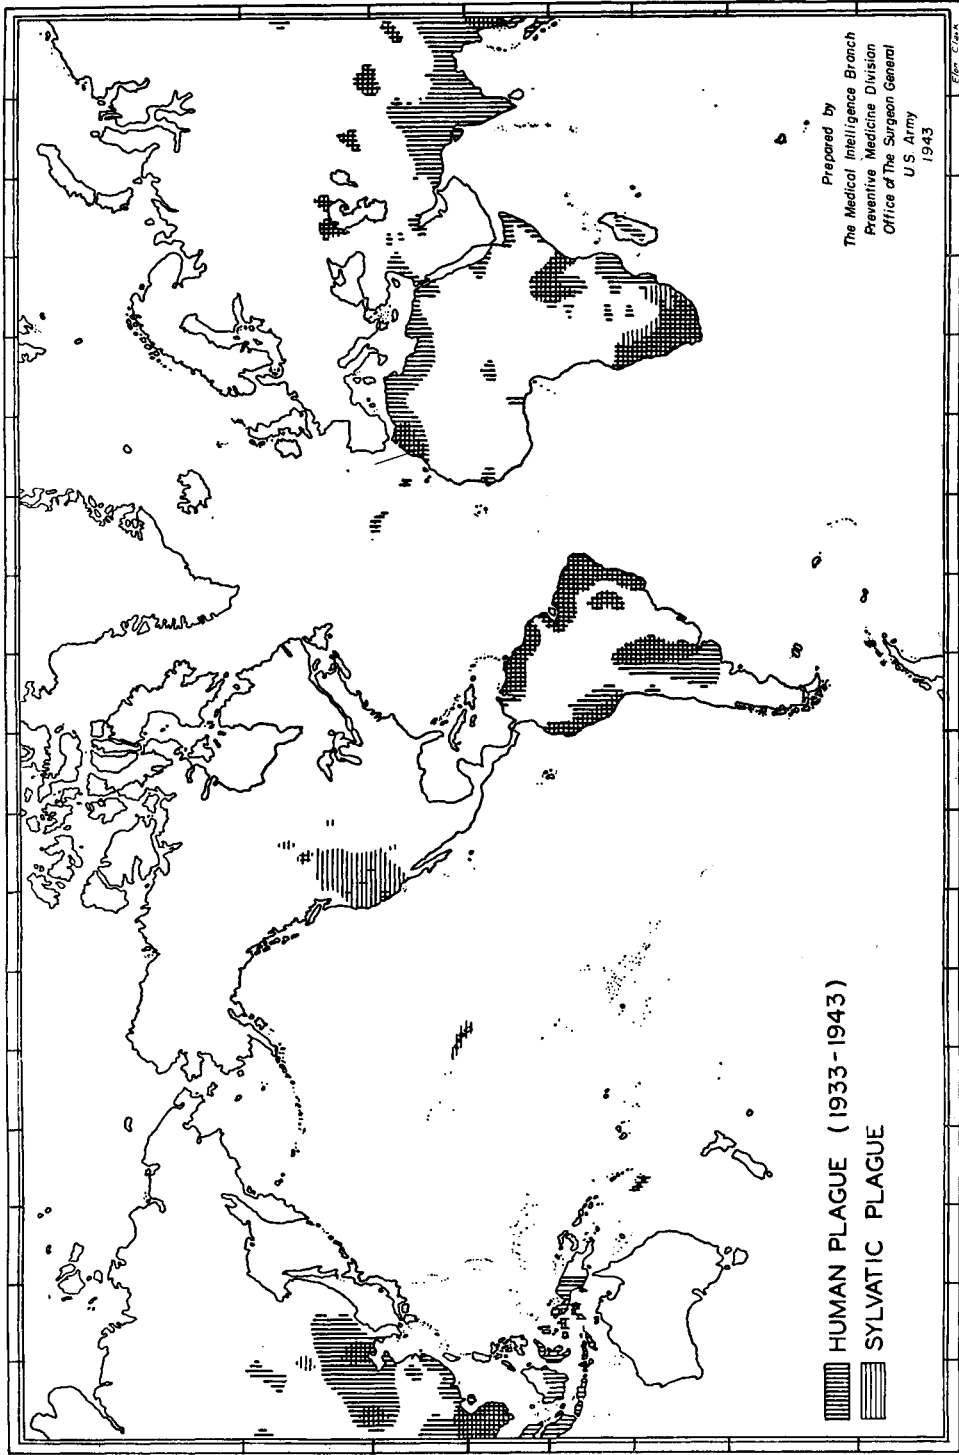 Prepared by
The Medical Intelligence Branch
Preventive Medicine Division
Office of The Surgeon General
U.S. Army
1943
HUMAN PLAGUE (1933-1943)
SYLVATIC PLAGUE